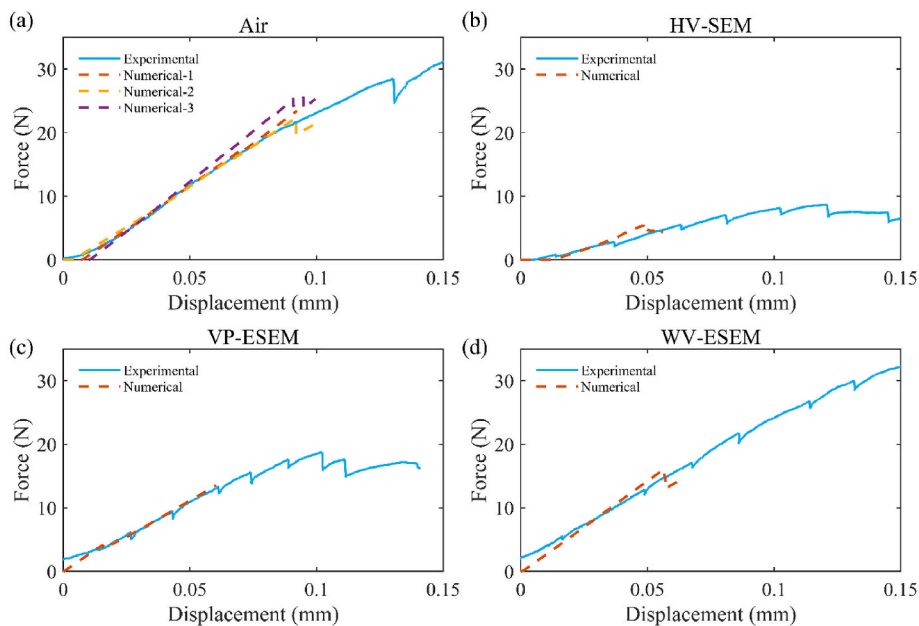 (a)
Air
Experimental
Numerical-1
Numerical-2
Numerical-3
Force (N)
30
20
10
0
0 0.05 0.1 0.15
Displacement (mm)
(b)
HV-SEM
Experimental
Numerical
Force (N)
30
20
10
0
0 0.05 0.1 0.15
Displacement (mm)
(c)
VP-ESEM
Experimental
Numerical
Force (N)
30
20
10
0
0 0.05 0.1 0.15
Displacement (mm)
(d)
WV-ESEM
Experimental
Numerical
Force (N)
30
20
10
0
0 0.05 0.1 0.15
Displacement (mm)